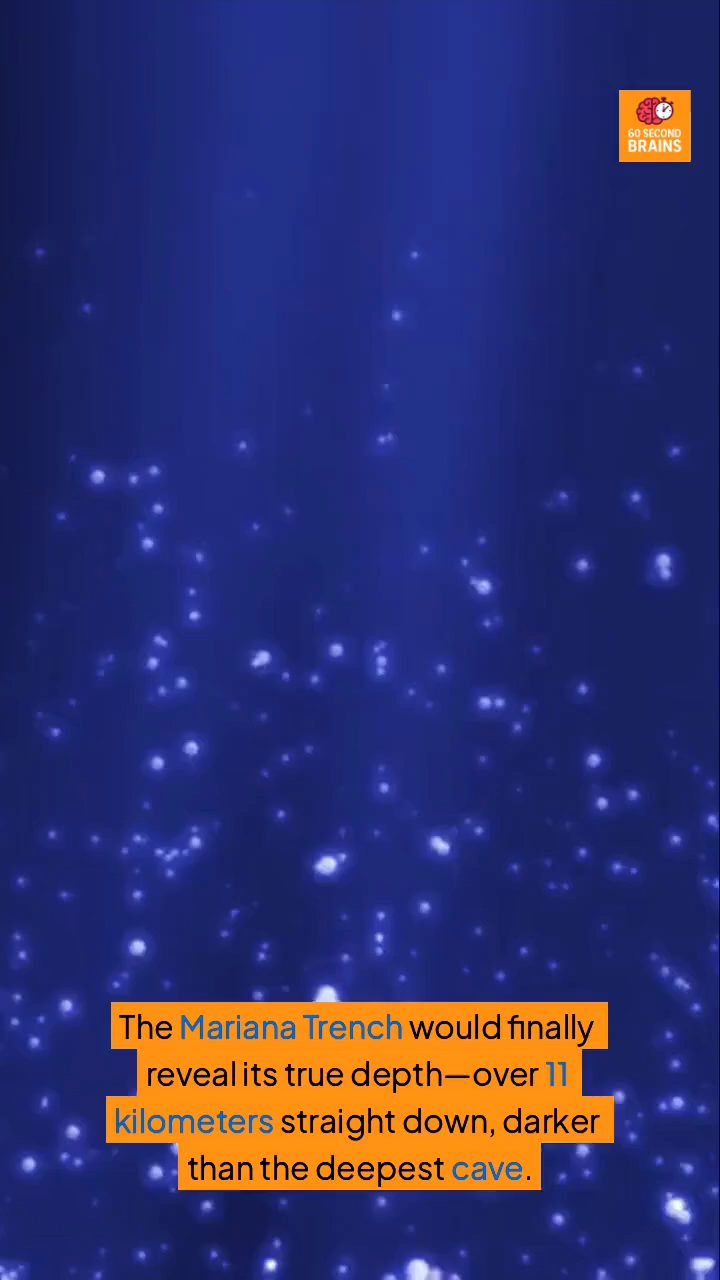 60 SECOND
BRAINS
The Mariana Trench would finally
reveal its true depth—over 11
kilometers straight down, darker
than the deepest cave.